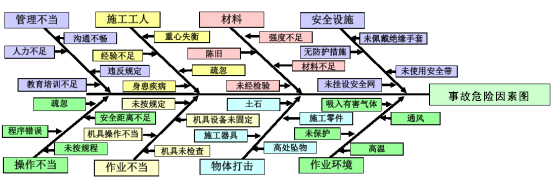 管理不当
施工工人
材料
安全设施
沟通不畅
重心失衡
强度不足
未佩戴绝缘手套
人力不足
经验不足
陈旧
无防护措施
违反规定
疏忽
材料不足
未使用安全带
教育培训不足
身患疾病
未经检验
未挂设安全网
事故危险因素图
疏忽
未按规定
土石
吸入有害气体
安全距离不足
机具设备未固定
施工零件
通风
程序错误
机具操作不当
施工器具
未保护
未按规程
机具未检查
高处坠物
高温
操作不当
作业不当
物体打击
作业环境